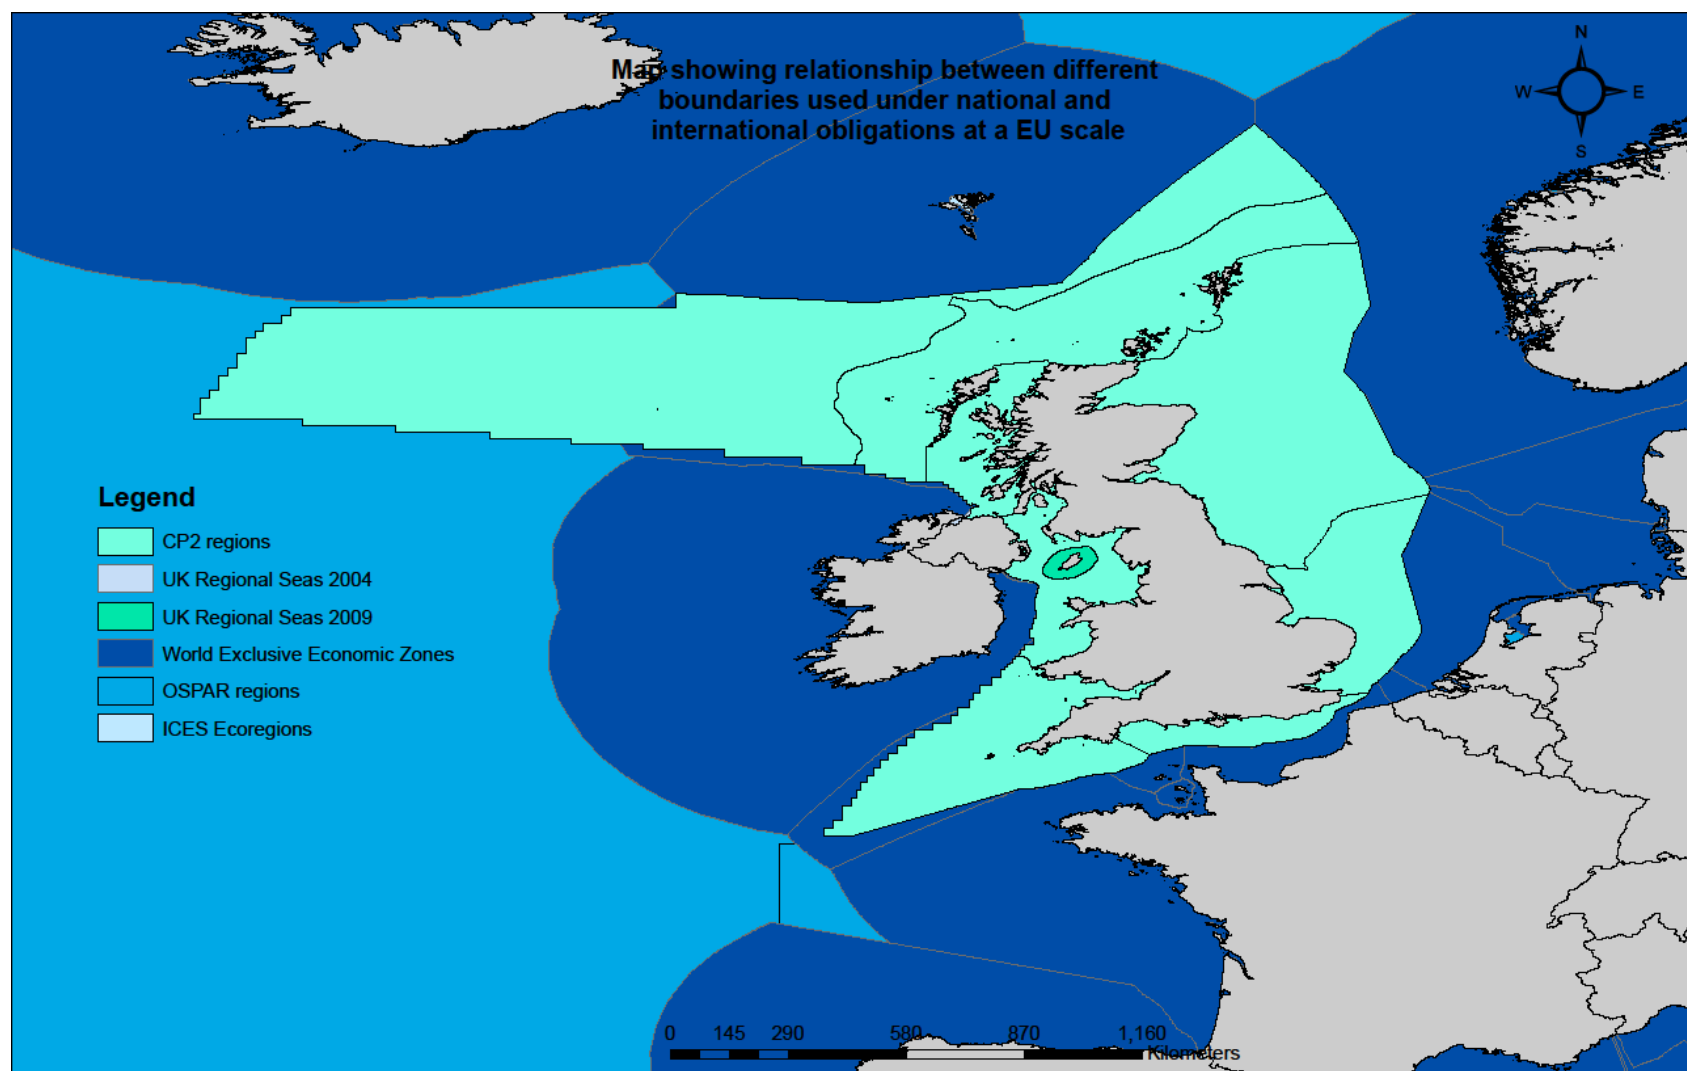 Map showing relationship between different
boundaries used under national and
international obligations at a EU scale
N
W E
S
Legend
CP2 regions
UK Regional Seas 2004
UK Regional Seas 2009
World Exclusive Economic Zones
OSPAR regions
ICES Ecoregions
0 145 290 580 870 1,160
Kilometers